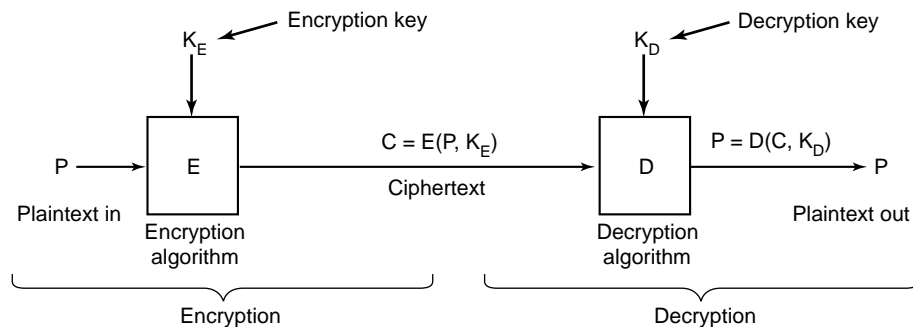 Encryption key
Decryption key
K_E
K_D
C = E(P, K_E)
P = D(C, K_D)
P
E
D
P
Ciphertext
Plaintext in
Plaintext out
Encryption
algorithm
Decryption
algorithm
Encryption
Decryption